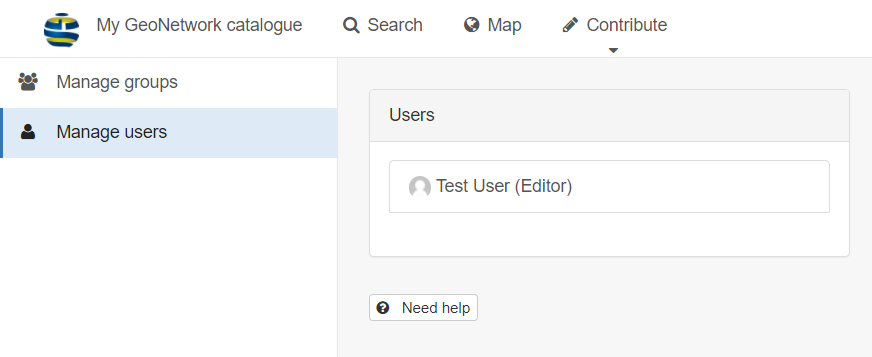 My GeoNetwork catalogue Search Map Contribute
Manage groups
Manage users
Users
Test User (Editor)
Need help